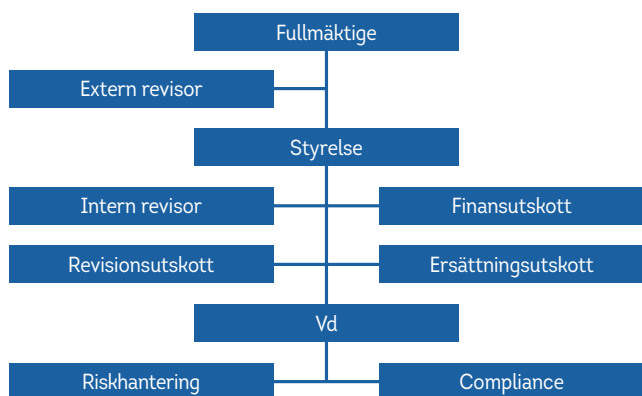 Fullmäktige
Extern revisor
Styrelse
Intern revisor
Finansutskott
Revisionsutskott
Ersättningsutskott
Vd
Riskhantering
Compliance